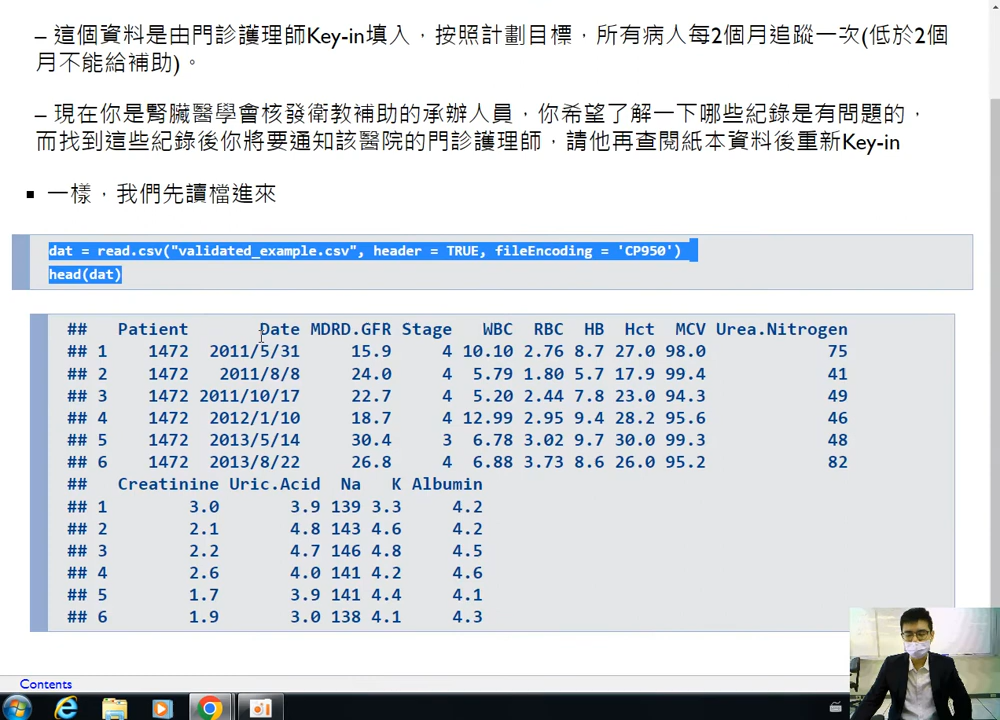 – 這個資料是由門診護理師Key-in填入，按照計劃目標，所有病人每2個月追蹤一次(低於2個
月不能給補助)。
– 現在你是腎臟醫學會核發衛教補助的承辦人員，你希望了解一下哪些紀錄是有問題的，
而找到這些紀錄後你將要通知該醫院的門診護理師，請他再查閱紙本資料後重新Key-in
▪ 一樣，我們先讀檔進來
dat = read.csv("validated_example.csv", header = TRUE, fileEncoding = 'CP950')
head(dat)
##   Patient       Date MDRD.GFR Stage   WBC  RBC  HB  Hct  MCV Urea.Nitrogen
## 1    1472  2011/5/31     15.9     4 10.10 2.76 8.7 27.0 98.0            75
## 2    1472   2011/8/8     24.0     4  5.79 1.80 5.7 17.9 99.4            41
## 3    1472 2011/10/17     22.7     4  5.20 2.44 7.8 23.0 94.3            49
## 4    1472  2012/1/10     18.7     4 12.99 2.95 9.4 28.2 95.6            46
## 5    1472  2013/5/14     30.4     3  6.78 3.02 9.7 30.0 99.3            48
## 6    1472  2013/8/22     26.8     4  6.88 3.73 8.6 26.0 95.2            82
##   Creatinine Uric.Acid  Na   K Albumin
## 1        3.0       3.9 139 3.3     4.2
## 2        2.1       4.8 143 4.6     4.2
## 3        2.2       4.7 146 4.8     4.5
## 4        2.6       4.0 141 4.2     4.6
## 5        1.7       3.9 141 4.4     4.1
## 6        1.9       3.0 138 4.1     4.3
Contents